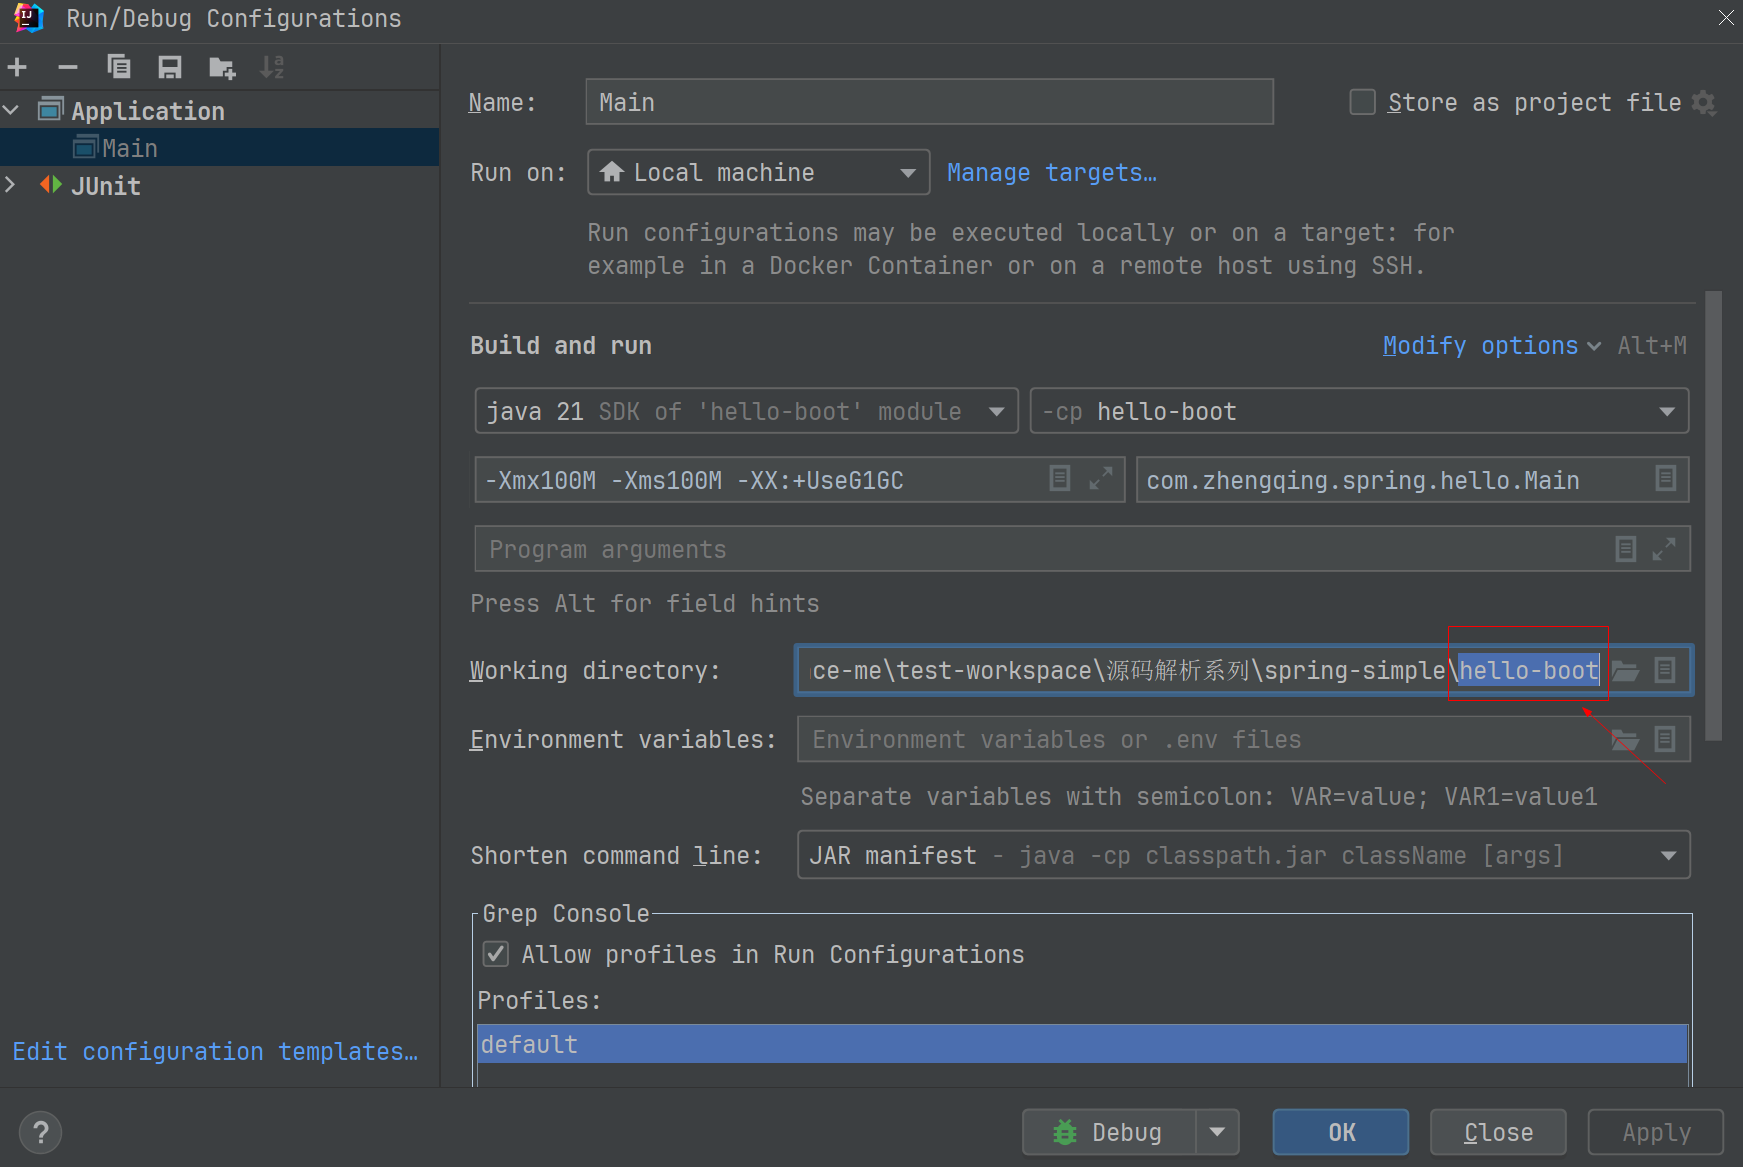 Run/Debug Configurations
Application
Main
JUnit
Edit configuration templates…
Name:
Main
Store as project file
Run on:
Local machine
Manage targets…
Run configurations may be executed locally or on a target: for
example in a Docker Container or on a remote host using SSH.
Build and run
Modify options Alt+M
java 21 SDK of 'hello-boot' module
-cp hello-boot
-Xmx100M -Xms100M -XX:+UseG1GC
com.zhengqing.spring.hello.Main
Program arguments
Press Alt for field hints
Working directory:
ce-me\test-workspace\源码解析系列\spring-simple\hello-boot
Environment variables:
Environment variables or .env files
Separate variables with semicolon: VAR=value; VAR1=value1
Shorten command line:
JAR manifest - java -cp classpath.jar className [args]
Grep Console
Allow profiles in Run Configurations
Profiles:
default
?
Debug
OK
Close
Apply